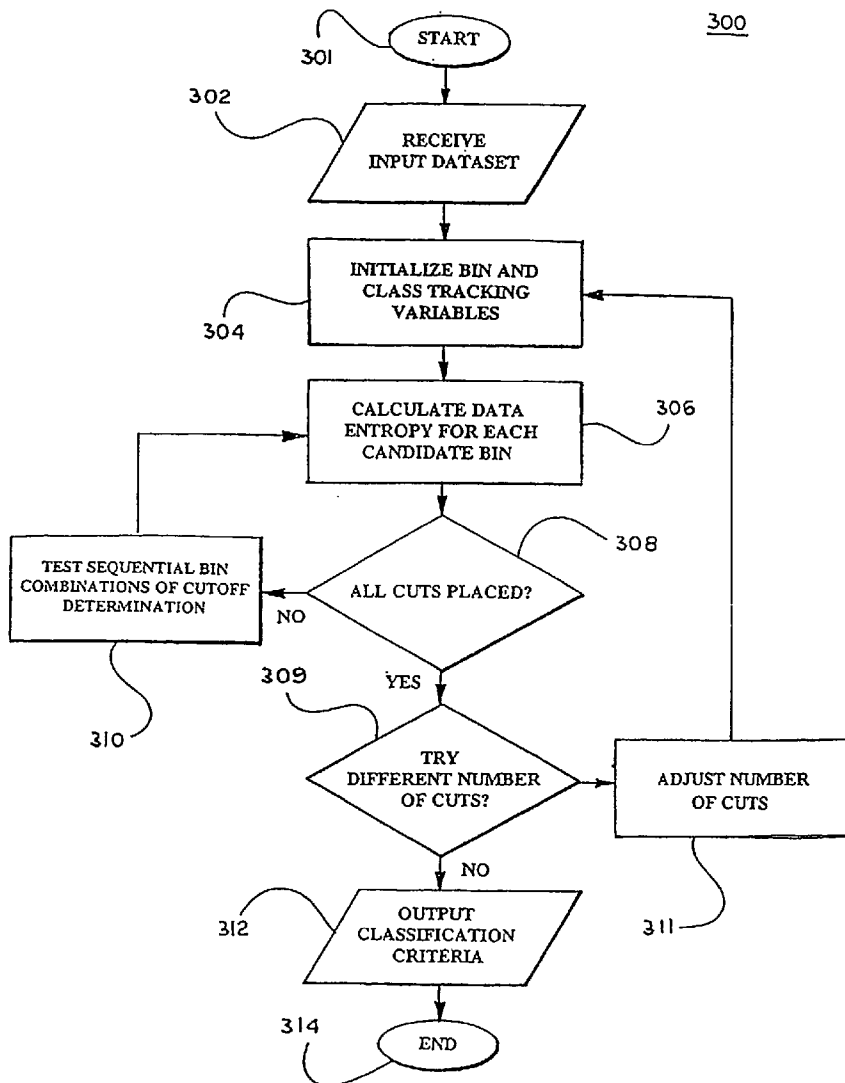 300
START
301
302
RECEIVE
INPUT DATASET
INITIALIZE BIN AND
CLASS TRACKING
VARIABLES
304
CALCULATE DATA
ENTROPY FOR EACH
CANDIDATE BIN
306
308
TEST SEQUENTIAL BIN
COMBINATIONS OF CUTOFF
DETERMINATION
ALL CUTS PLACED?
NO
310
YES
309
TRY
DIFFERENT NUMBER
OF CUTS?
ADJUST NUMBER
OF CUTS
NO
311
312
OUTPUT
CLASSIFICATION
CRITERIA
314
END